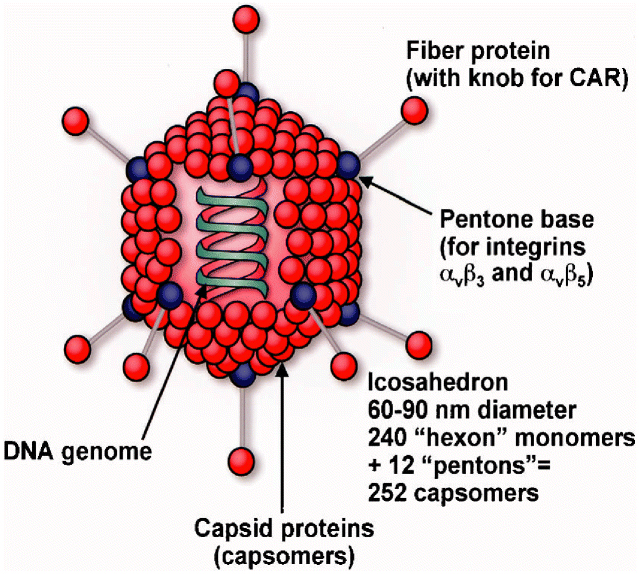 Fiber protein
(with knob for CAR)
Pentone base
(for integrins
αvβ3 and αvβ5)
Icosahedron
60-90 nm diameter
240 “hexon” monomers
+ 12 “pentons”=
252 capsomers
DNA genome
Capsid proteins
(capsomers)